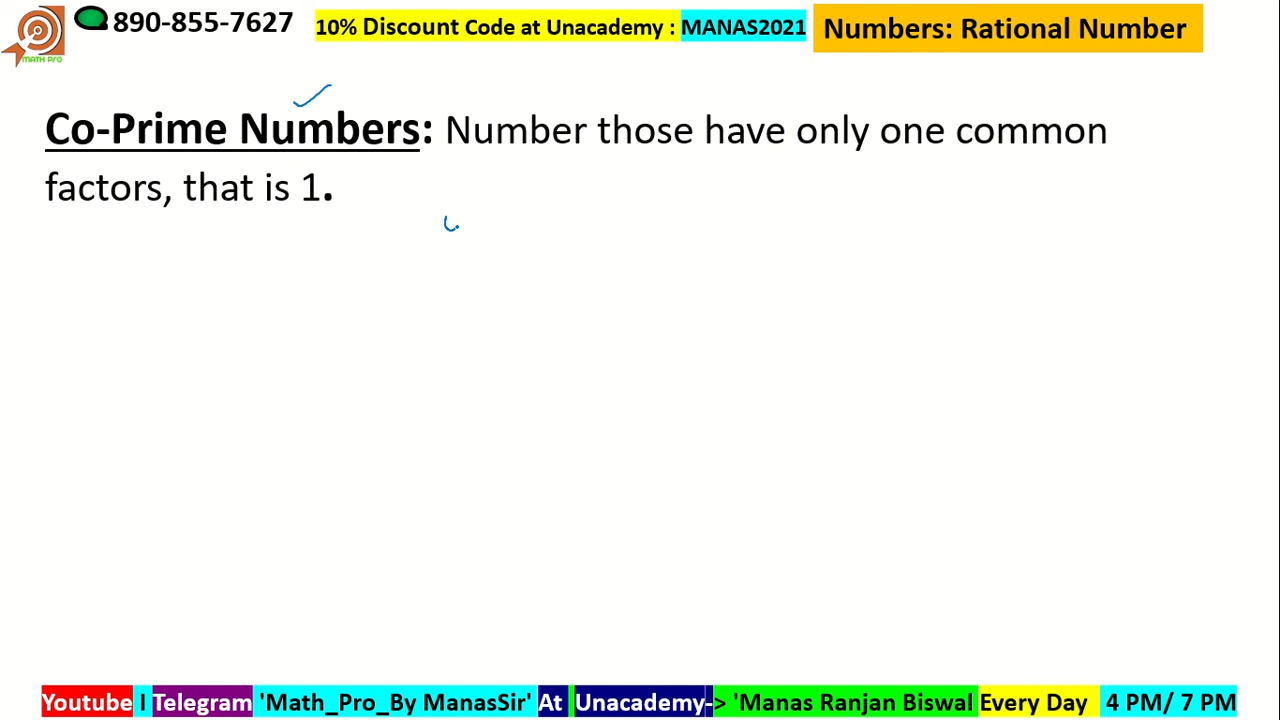 MATH PRO
890-855-7627
10% Discount Code at Unacademy : MANAS2021
Numbers: Rational Number
Co-Prime Numbers: Number those have only one common
factors, that is 1.
Youtube I Telegram 'Math_Pro_By ManasSir' At Unacademy-> 'Manas Ranjan Biswal Every Day 4 PM/ 7 PM